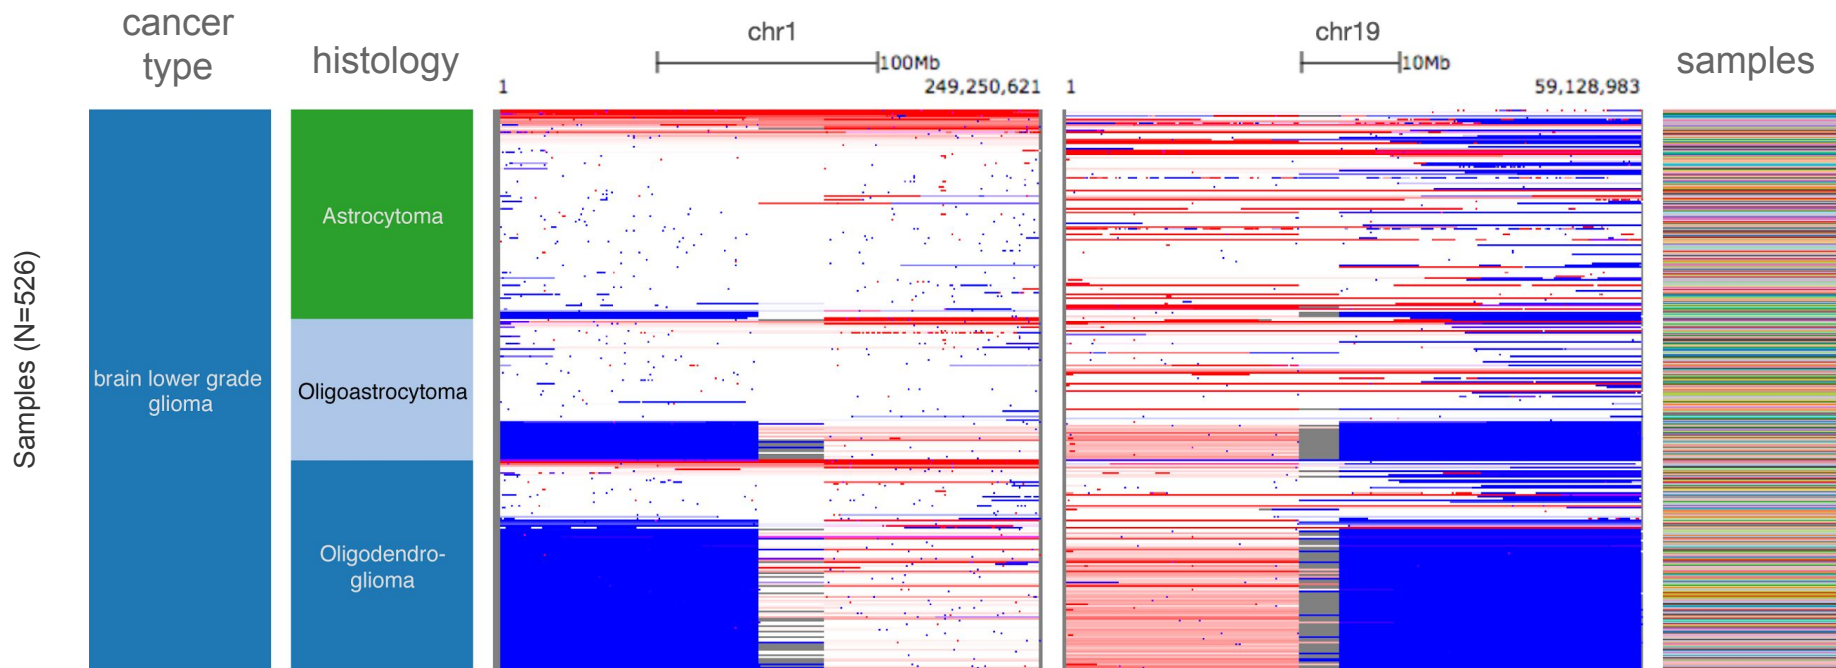 cancer
type
histology
chr1
100Mb
1
249,250,621
chr19
10Mb
1
59,128,983
samples
Samples (N=526)
brain lower grade
glioma
Astrocytoma
Oligoastrocytoma
Oligodendro-
glioma